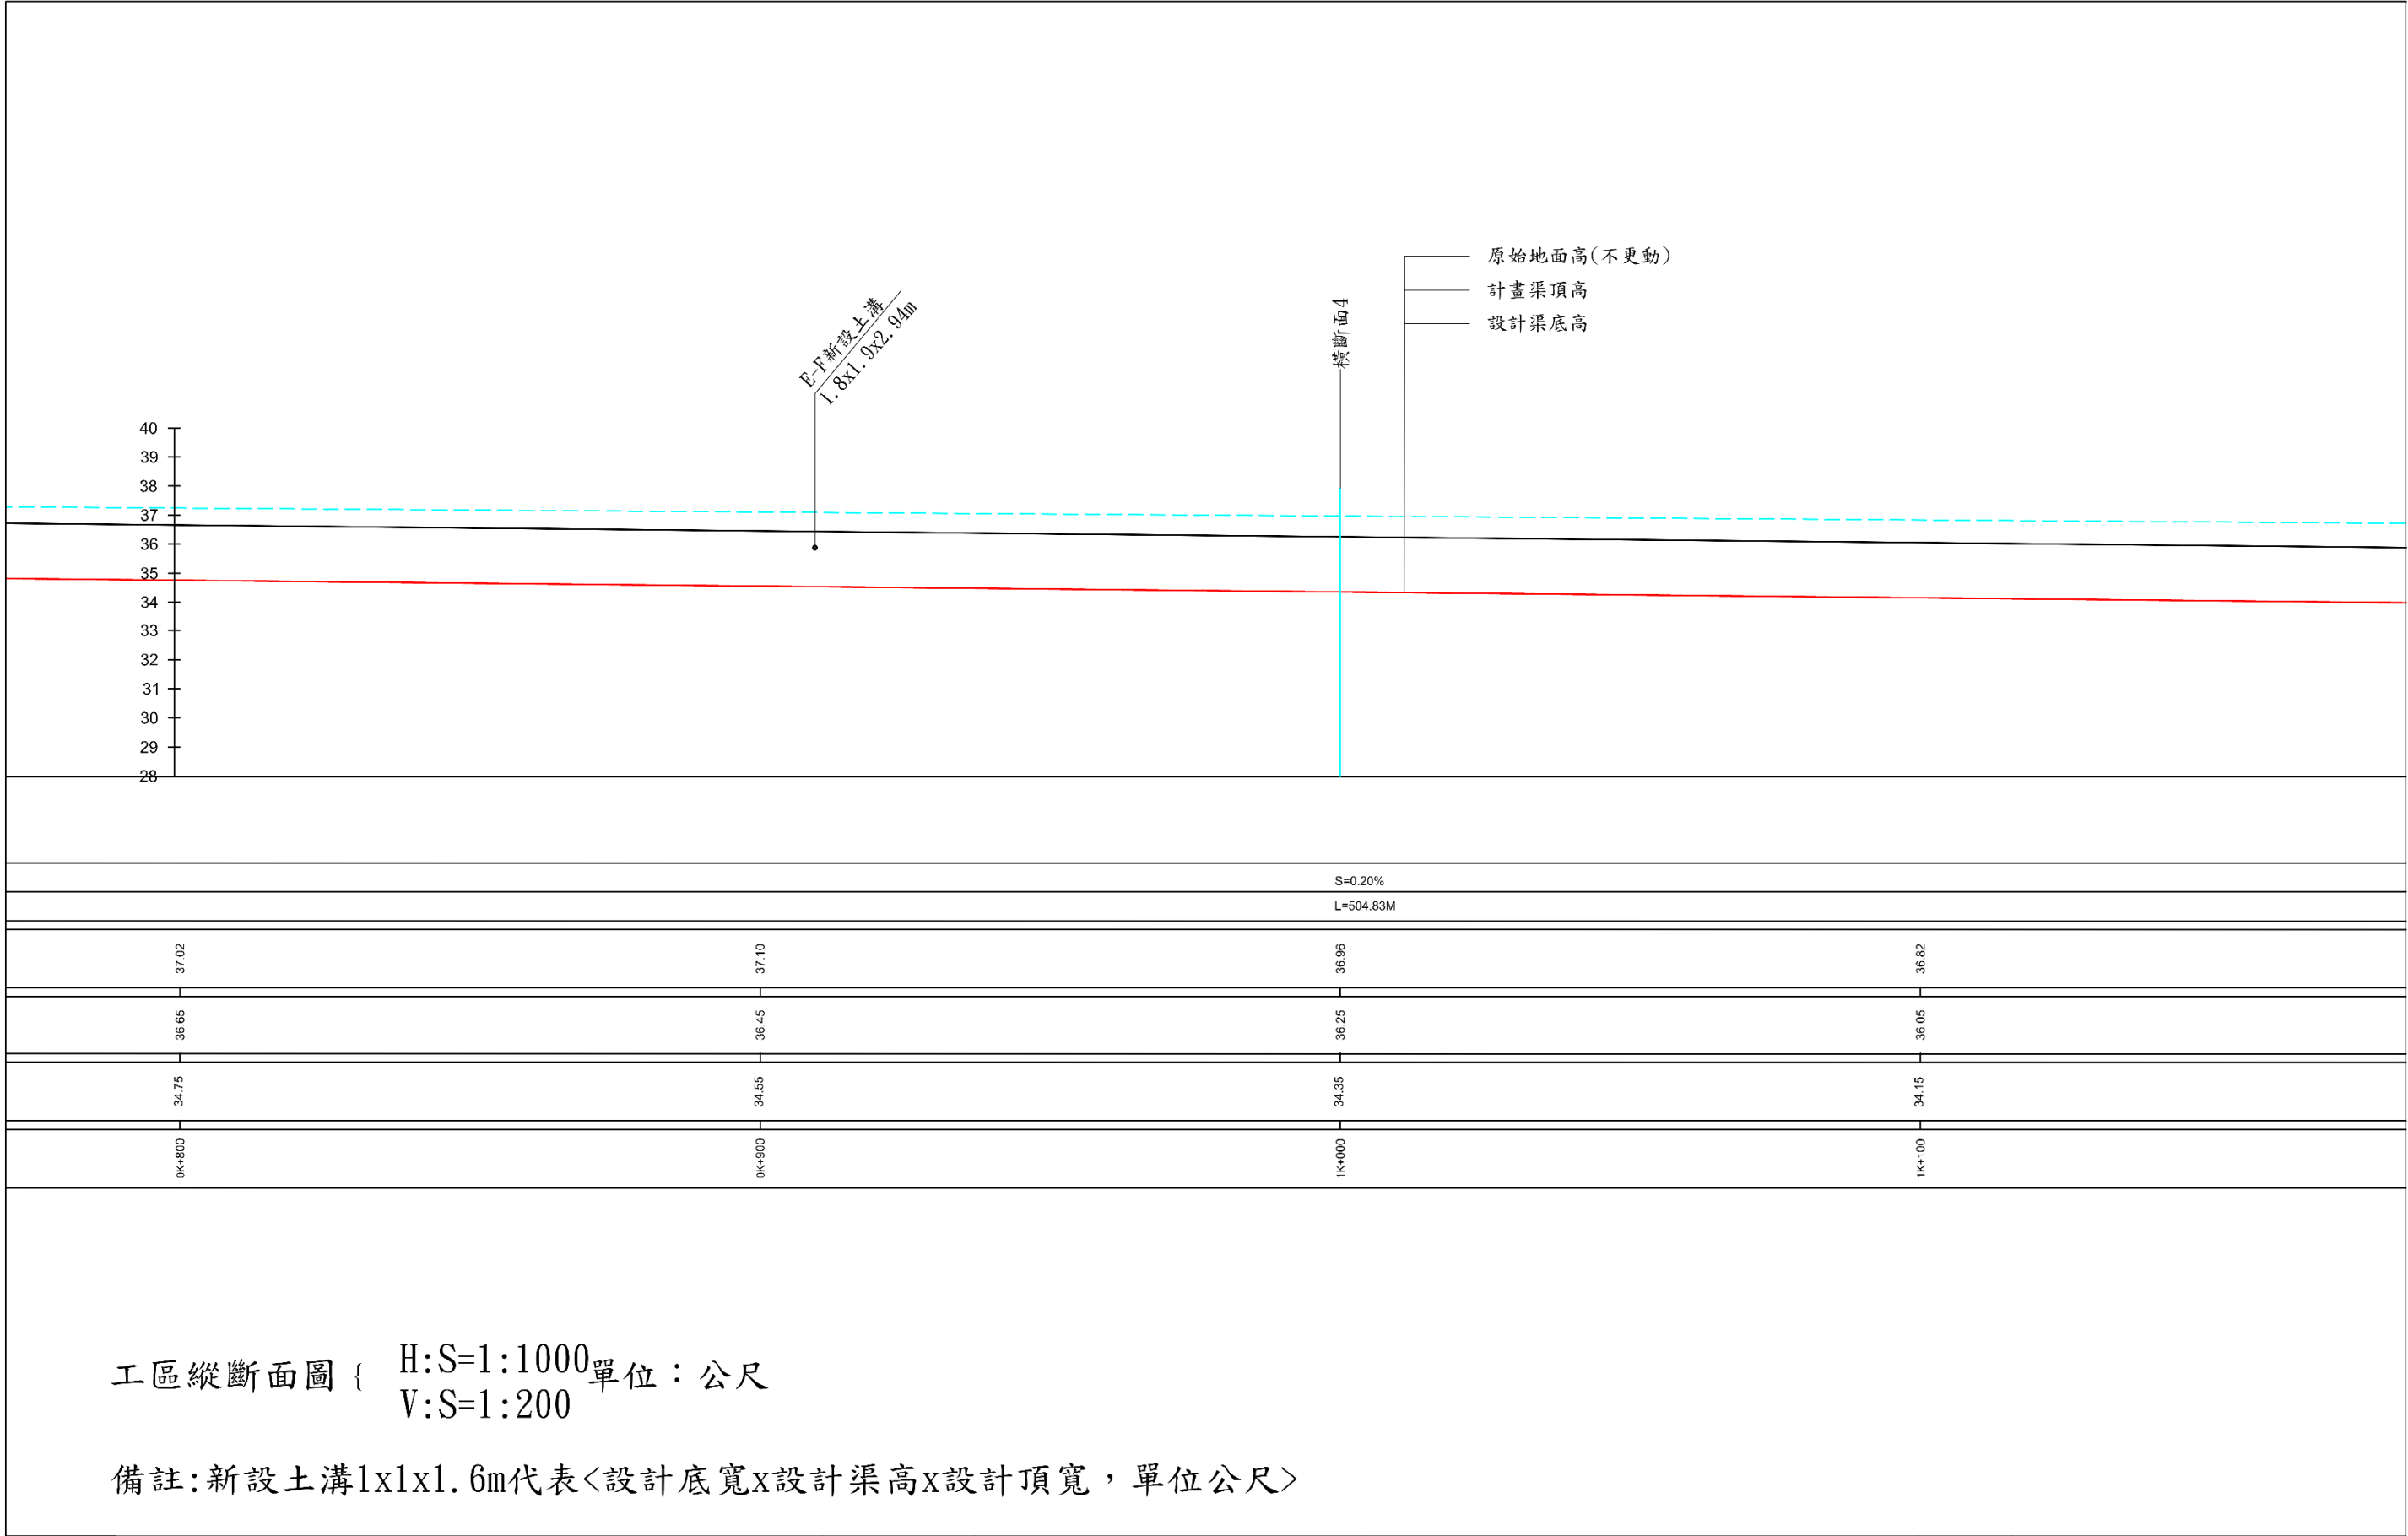 原始地面高(不更動)
計畫渠頂高
設計渠底高
E-F新設土溝
1.8x1.9x2.94m
橫斷面4
40
39
38
37
36
35
34
33
32
31
30
29
28
S=0.20%
L=504.83M
37.02 37.10 36.96 36.82
36.65 36.45 36.25 36.05
34.75 34.55 34.35 34.15
0K+800 0K+900 1K+000 1K+100
工區縱斷面圖{ H:S=1:1000 單位：公尺
V:S=1:200
備註:新設土溝1x1x1.6m代表<設計底寬x設計渠高x設計頂寬，單位公尺>